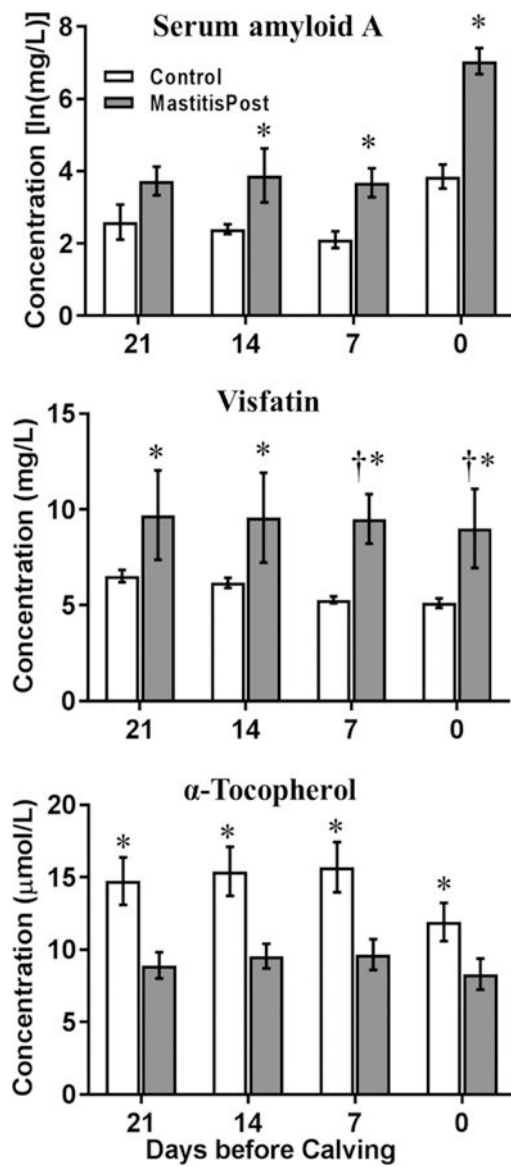 Serum amyloid A
Concentration [ln(mg/L)]
8
6
4
2
0
Control
MastitisPost
*
*
*
21 14 7 0
Visfatin
Concentration (mg/L)
15
10
5
0
*
*
†*
†*
21 14 7 0
α-Tocopherol
Concentration (μmol/L)
20
15
10
5
0
*
*
*
*
21 14 7 0
Days before Calving